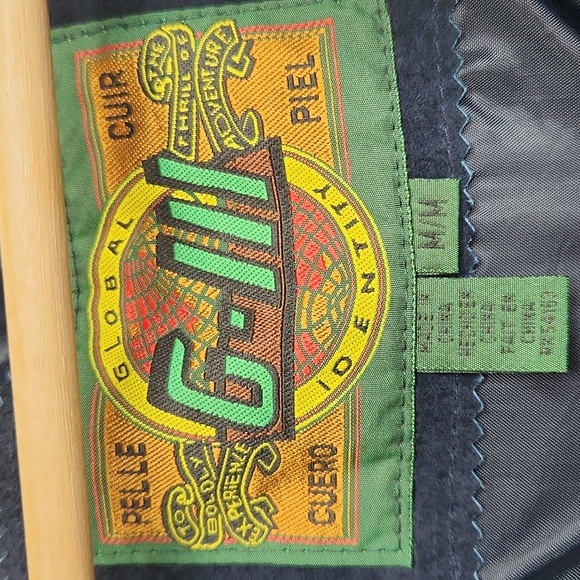 PELLE
CUIR
GLOBAL
BOLD
EXPERIENCE
G-III
THE
THRILL OF
ADVENTURE
IDENTITY
CUERO
PIEL
M/M
MADE IN
CHINA
HECHO EN
CHINA
FAIT EN
CHINA